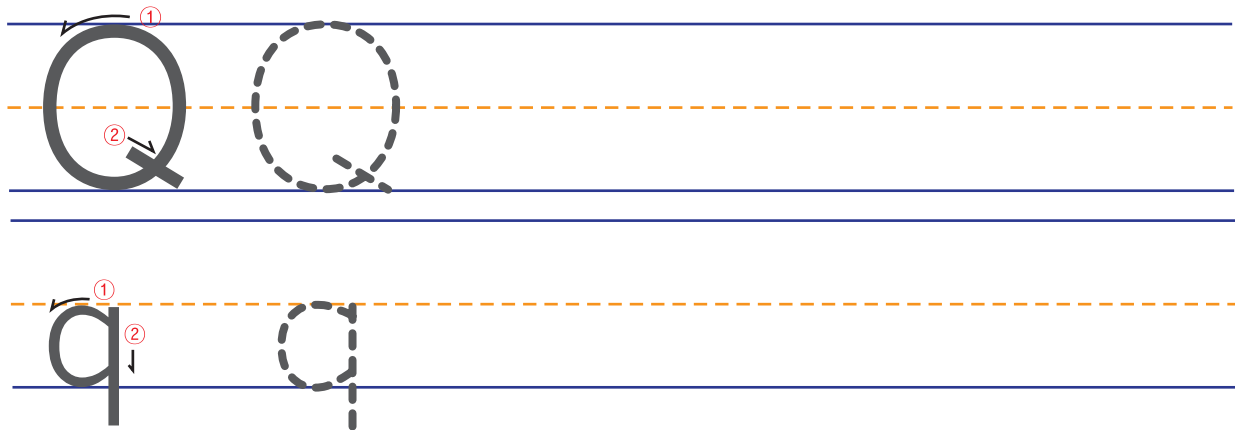 ① Q ② Q
① q ② q